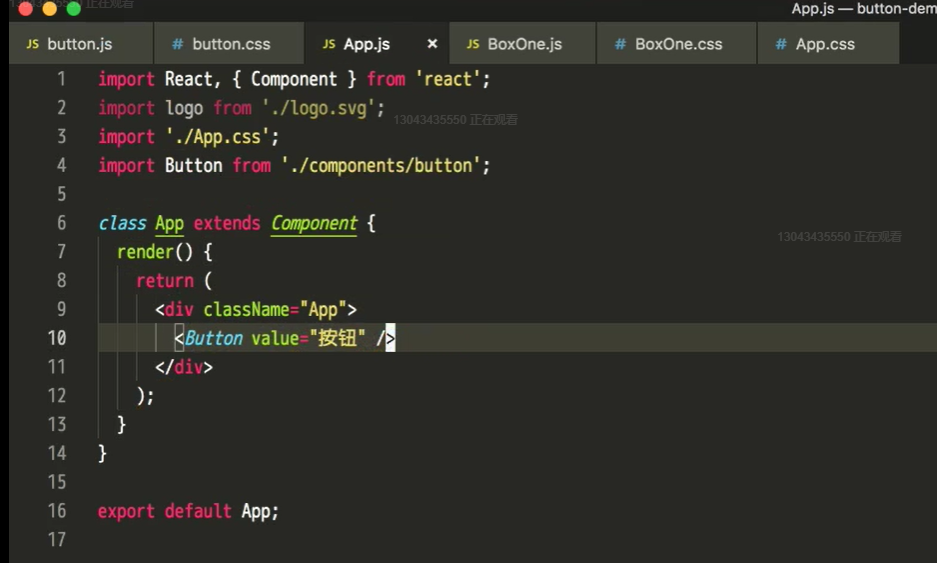 13043435550 正在观看
App.js — button-dem
JS button.js # button.css JS App.js × JS BoxOne.js # BoxOne.css # App.css
1 import React, { Component } from 'react';
2 import logo from './logo.svg';
13043435550 正在观看
3 import './App.css';
4 import Button from './components/button';
5
6 class App extends Component {
13043435550 正在观看
7 render() {
8 return (
9 <div className="App">
10 <Button value="按钮" />
11 </div>
12 );
13 }
14 }
15
16 export default App;
17